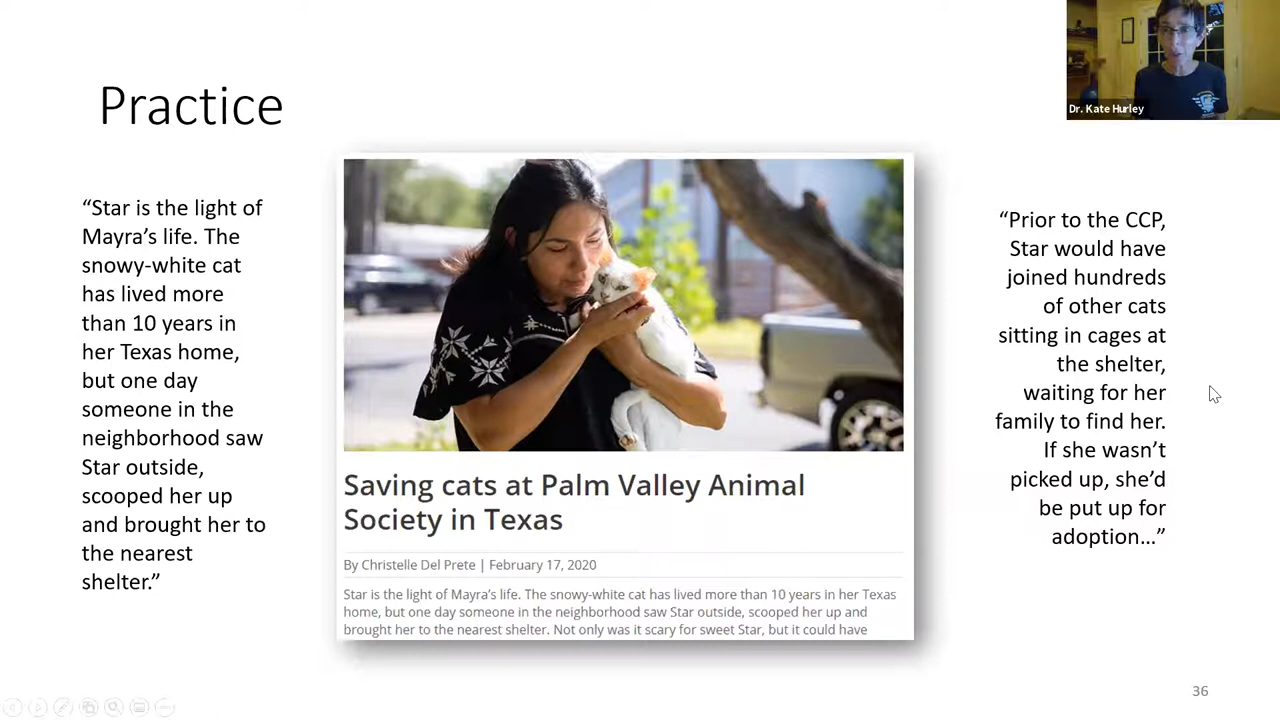 Dr. Kate Hurley
Practice
“Star is the light of
Mayra’s life. The
snowy-white cat
has lived more
than 10 years in
her Texas home,
but one day
someone in the
neighborhood saw
Star outside,
scooped her up
and brought her to
the nearest
shelter.”
Saving cats at Palm Valley Animal
Society in Texas
By Christelle Del Prete | February 17, 2020
Star is the light of Mayra’s life. The snowy-white cat has lived more than 10 years in her Texas
home, but one day someone in the neighborhood saw Star outside, scooped her up and
brought her to the nearest shelter. Not only was it scary for sweet Star, but it could have
“Prior to the CCP,
Star would have
joined hundreds
of other cats
sitting in cages at
the shelter,
waiting for her
family to find her.
If she wasn’t
picked up, she’d
be put up for
adoption…”
36